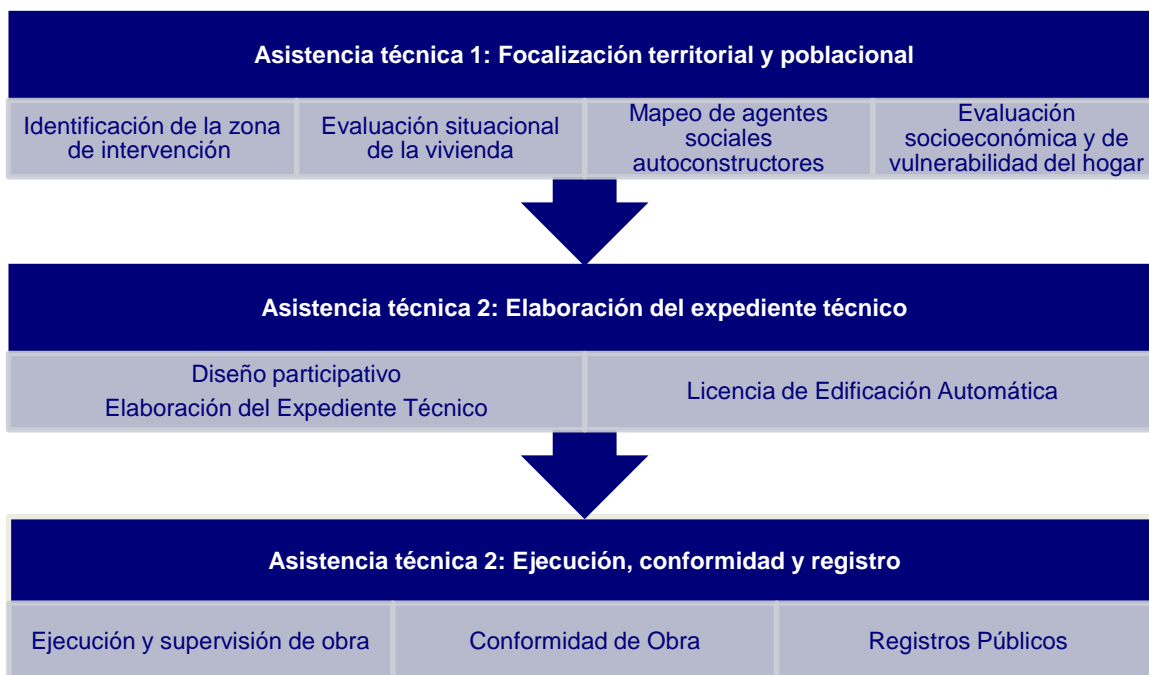 Asistencia técnica 1: Focalización territorial y poblacional
Identificación de la zona
de intervención
Evaluación situacional
de la vivienda
Mapeo de agentes
sociales
autoconstructores
Evaluación
socioeconómica y de
vulnerabilidad del hogar
Asistencia técnica 2: Elaboración del expediente técnico
Diseño participativo
Elaboración del Expediente Técnico
Licencia de Edificación Automática
Asistencia técnica 2: Ejecución, conformidad y registro
Ejecución y supervisión de obra
Conformidad de Obra
Registros Públicos